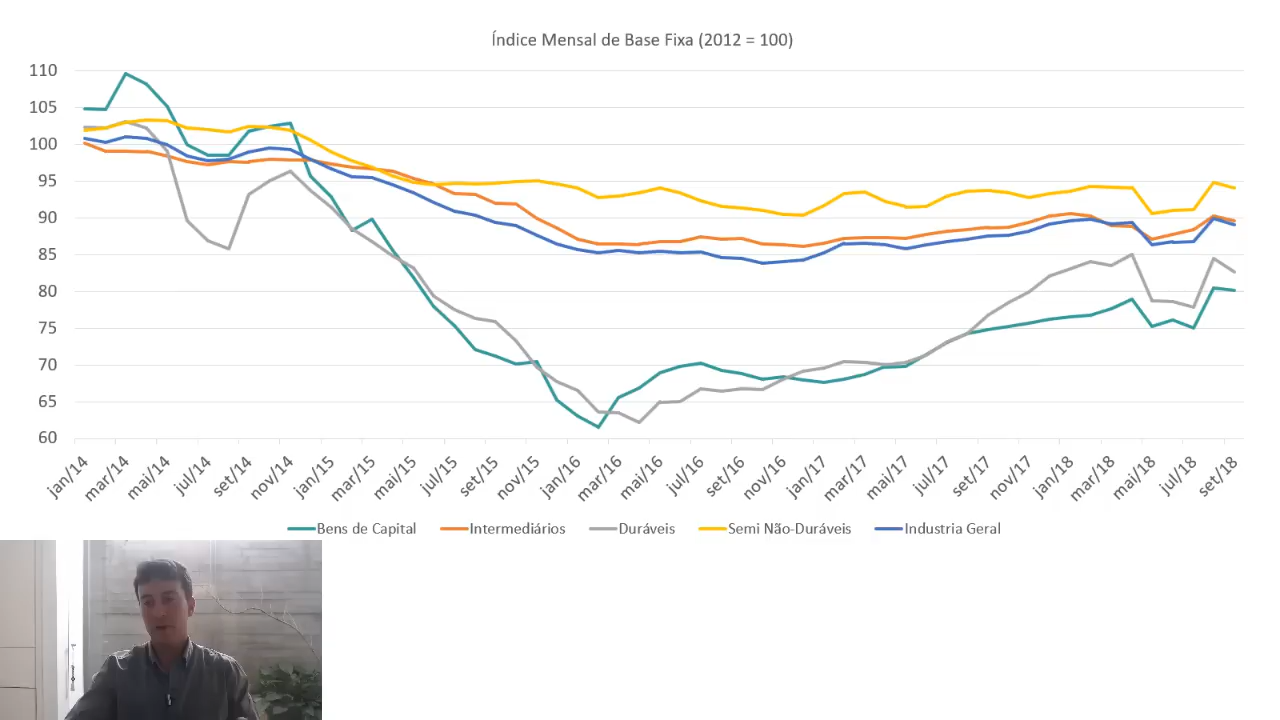 Índice Mensal de Base Fixa (2012 = 100)
110
105
100
95
90
85
80
75
70
65
60
jan/14
mar/14
mai/14
jul/14
set/14
nov/14
jan/15
mar/15
mai/15
jul/15
set/15
nov/15
jan/16
mar/16
mai/16
jul/16
set/16
nov/16
jan/17
mar/17
mai/17
jul/17
set/17
nov/17
jan/18
mar/18
mai/18
jul/18
set/18
Bens de Capital Intermediários Duráveis Semi Não-Duráveis Industria Geral